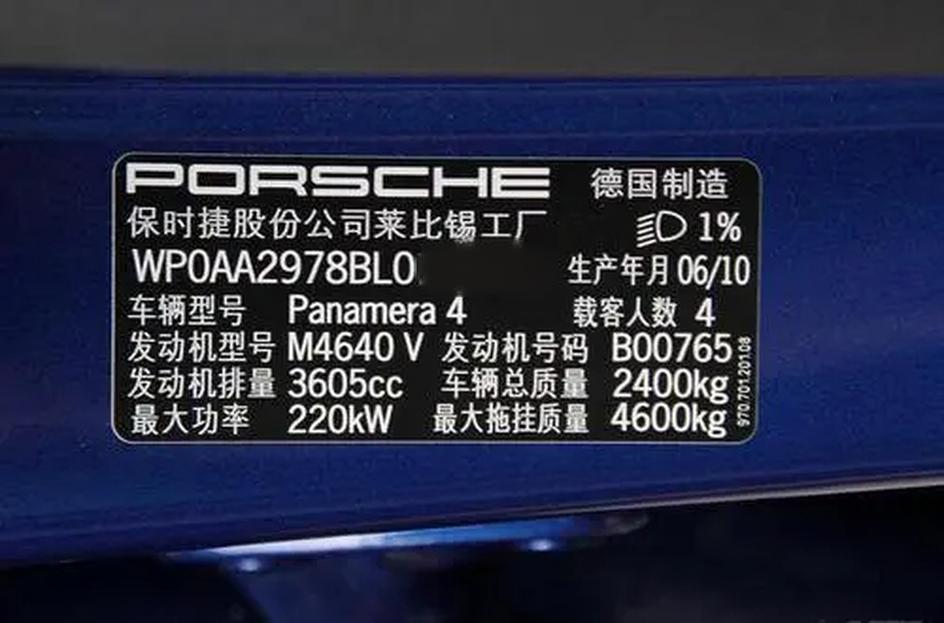 PORSCHE 德国制造
保时捷股份公司莱比锡工厂 1%
WP0AA2978BL0 生产年月 06/10
车辆型号 Panamera 4 载客人数 4
发动机型号 M4640 V 发动机号码 B00765
发动机排量 3605cc 车辆总质量 2400kg
最大功率 220kW 最大拖挂质量 4600kg
970.701.201.08